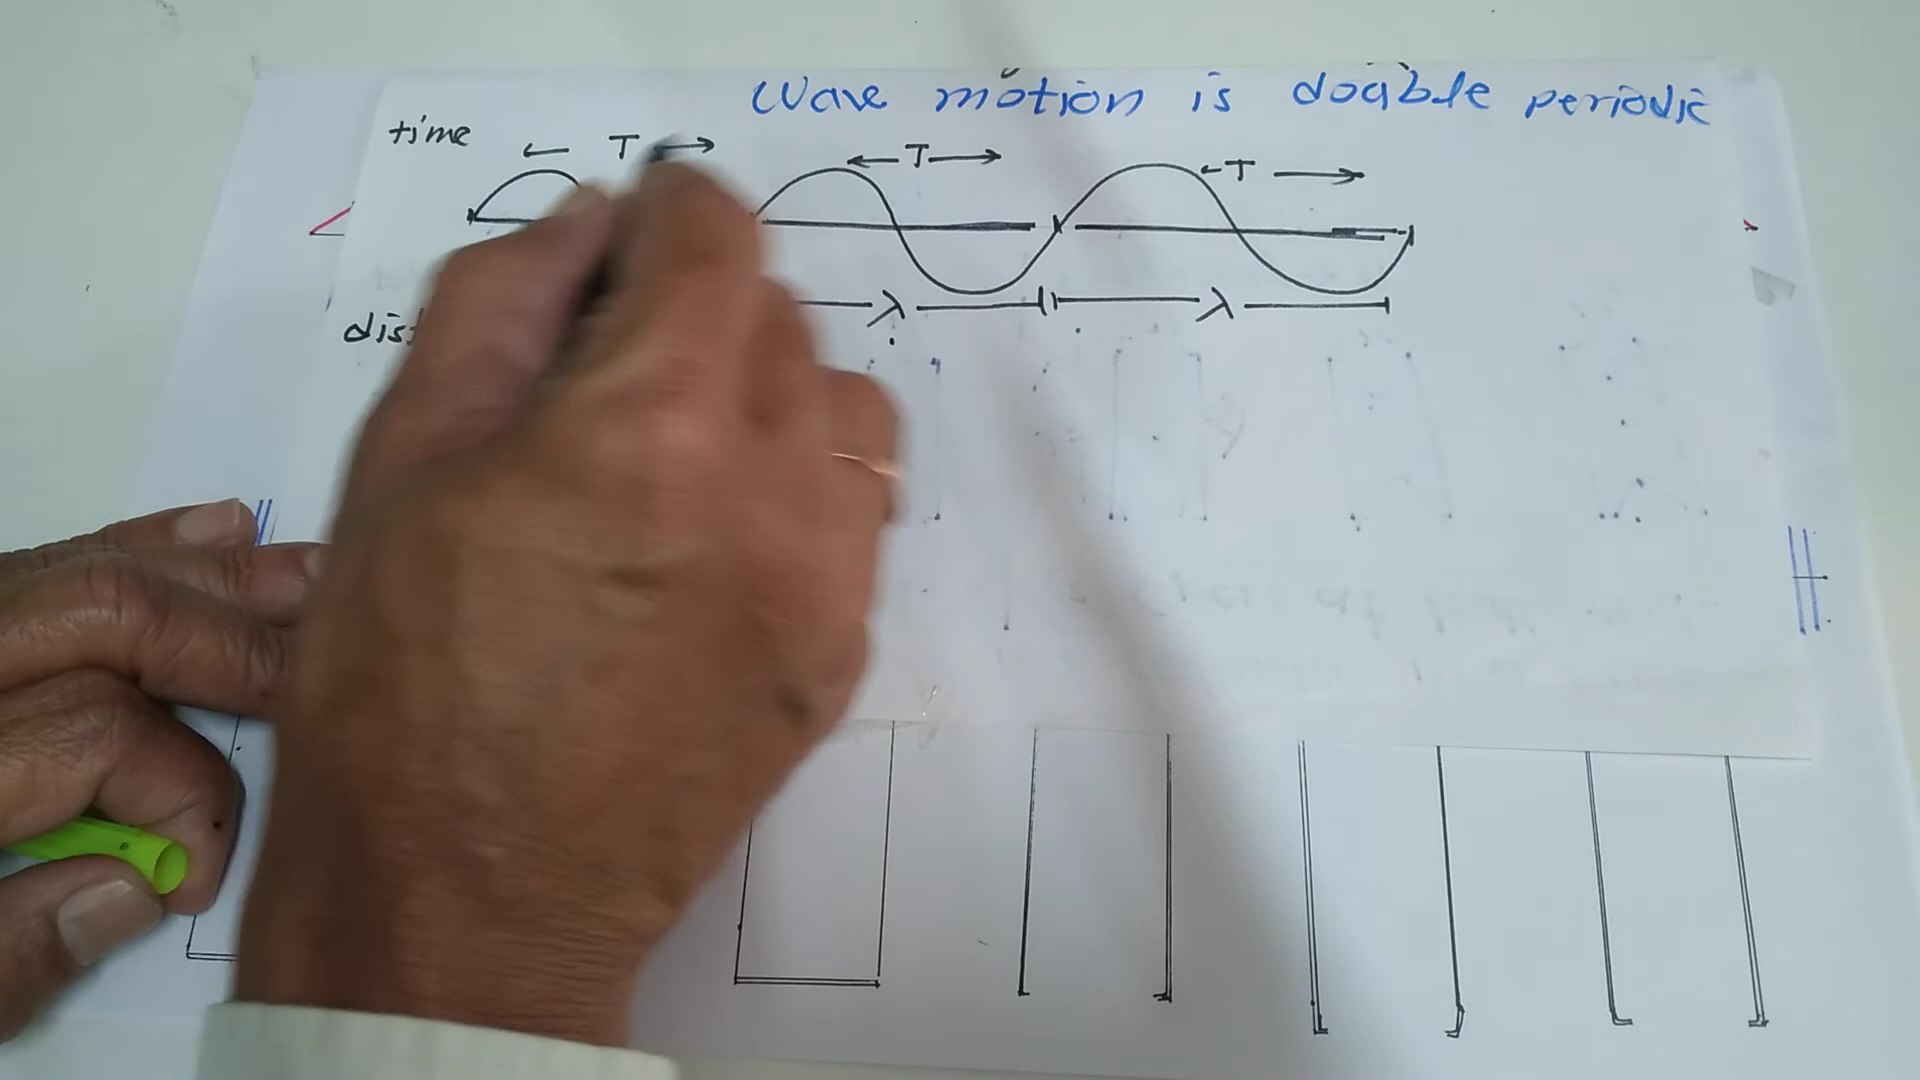 Wave motion is doable periodic
time
T T T
λ λ